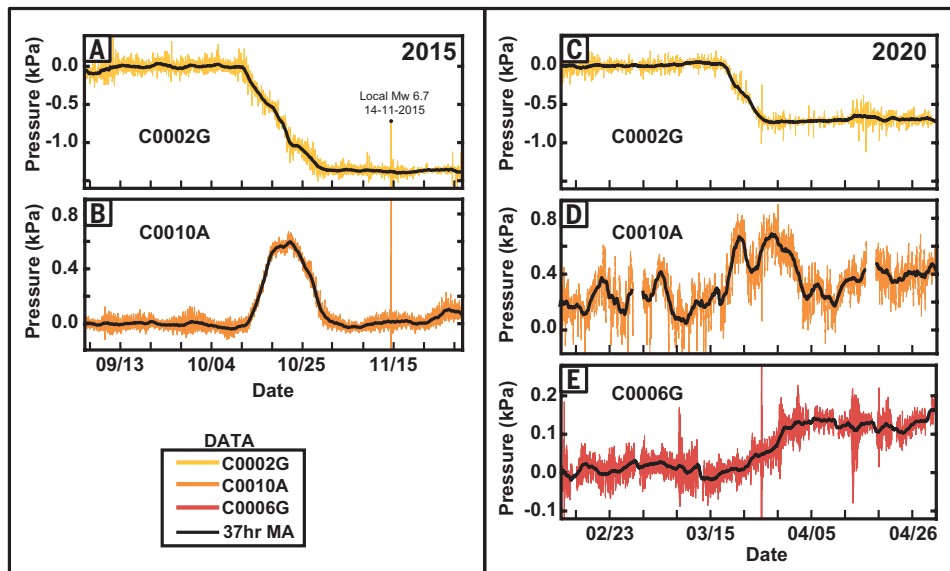 A
2015
Pressure (kPa)
0.0
-0.5
-1.0
Local Mw 6.7
14-11-2015
C0002G
B
C0010A
Pressure (kPa)
0.8
0.4
0.0
09/13 10/04 10/25 11/15
Date
DATA
C0002G
C0010A
C0006G
37hr MA
C
2020
Pressure (kPa)
0.0
-0.5
-1.0
C0002G
D
C0010A
Pressure (kPa)
0.8
0.4
0.0
E
C0006G
Pressure (kPa)
0.2
0.1
0.0
-0.1
02/23 03/15 04/05 04/26
Date